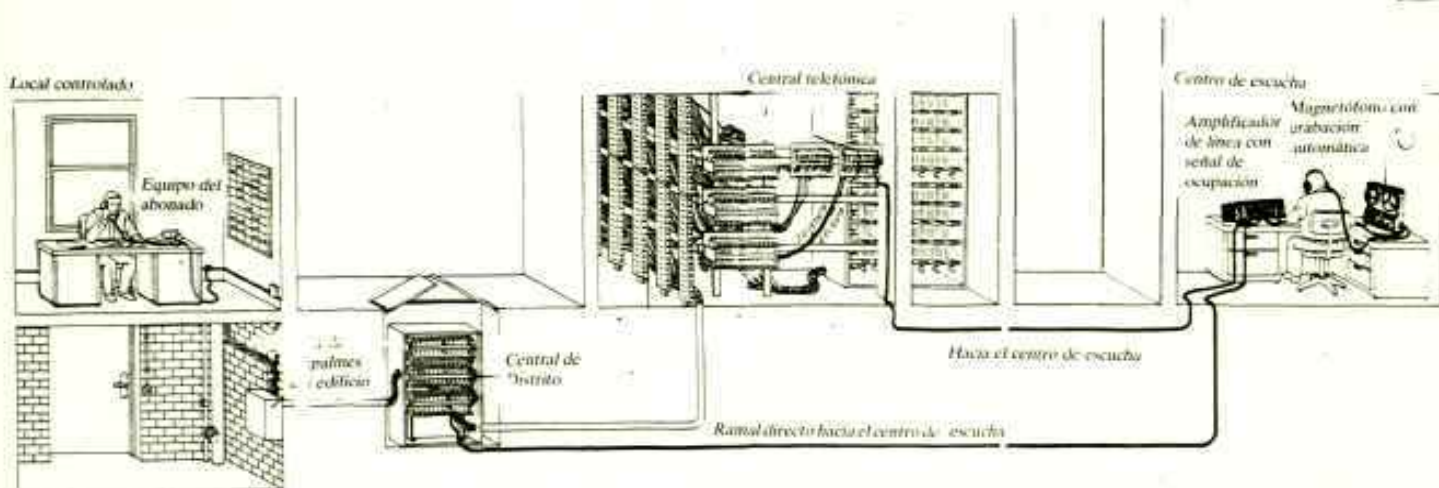 Local controlado
Equipo del
abonado
palmes
edificio
Central de
Central telefónica
Hacia el centro de escucha
Ramal directo hacia el centro de escucha
Centro de escucha
Amplificador
de línea con
señal de
ocupación
Magnetófono con
grabación
automática